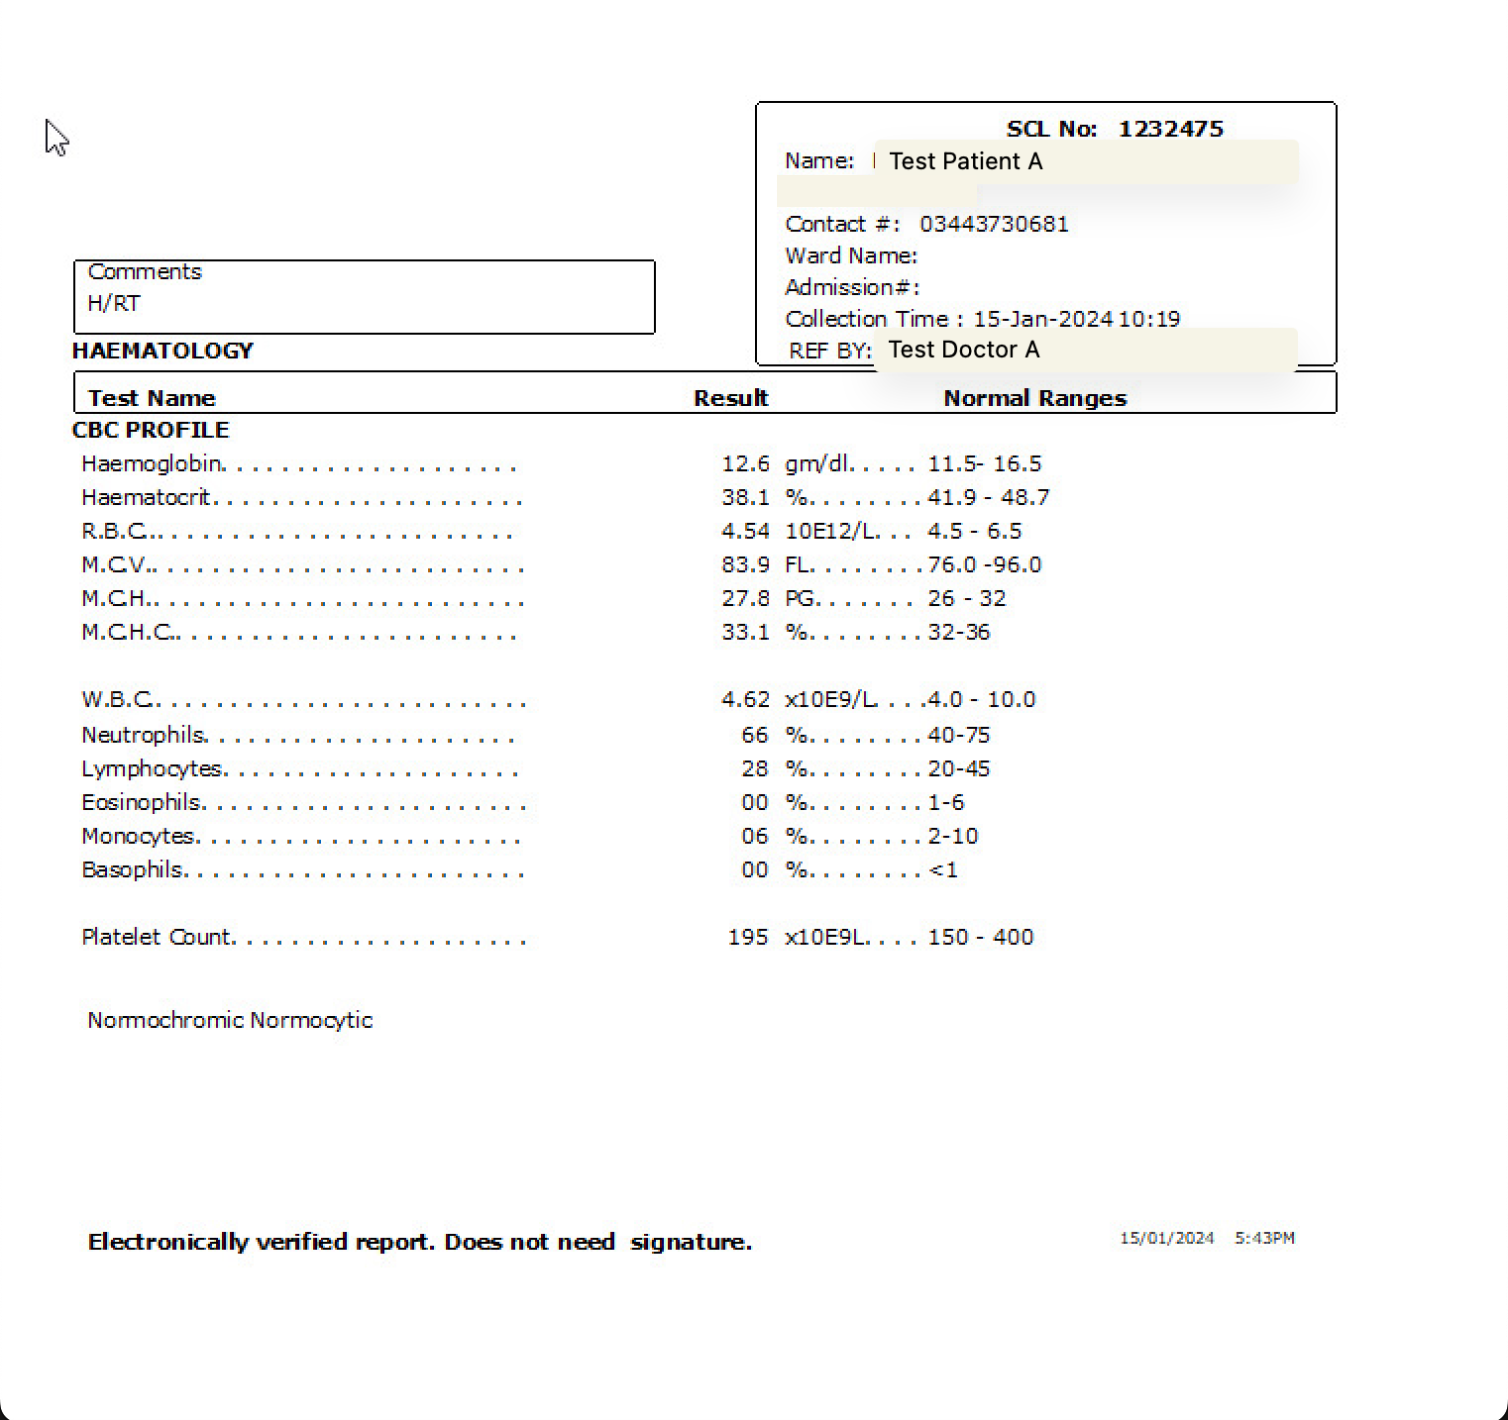 SCL No: 1232475
Name: Test Patient A
Contact #: 03443730681
Ward Name:
Admission#:
Collection Time : 15-Jan-2024 10:19
REF BY: Test Doctor A
Comments
H/RT
HAEMATOLOGY
Test Name Result Normal Ranges
CBC PROFILE
Haemoglobin. . . . . . . . . . . . . . . . . . . . 12.6 gm/dl. . . . . 11.5- 16.5
Haematocrit. . . . . . . . . . . . . . . . . . . . . 38.1 %. . . . . . . . 41.9 - 48.7
R.B.C.. . . . . . . . . . . . . . . . . . . . . . . . . 4.54 10E12/L. . . 4.5 - 6.5
M.C.V.. . . . . . . . . . . . . . . . . . . . . . . . . . 83.9 FL. . . . . . . . 76.0 -96.0
M.C.H.. . . . . . . . . . . . . . . . . . . . . . . . . . 27.8 PG. . . . . . . 26 - 32
M.C.H.C.. . . . . . . . . . . . . . . . . . . . . . . . 33.1 %. . . . . . . . 32-36
W.B.C. . . . . . . . . . . . . . . . . . . . . . . . . . 4.62 x10E9/L. . . . 4.0 - 10.0
Neutrophils. . . . . . . . . . . . . . . . . . . . . 66 %. . . . . . . . 40-75
Lymphocytes. . . . . . . . . . . . . . . . . . . . 28 %. . . . . . . . 20-45
Eosinophils. . . . . . . . . . . . . . . . . . . . . . 00 %. . . . . . . . 1-6
Monocytes. . . . . . . . . . . . . . . . . . . . . . 06 %. . . . . . . . 2-10
Basophils. . . . . . . . . . . . . . . . . . . . . . . 00 %. . . . . . . . <1
Platelet Count. . . . . . . . . . . . . . . . . . . . 195 x10E9L. . . . 150 - 400
Normochromic Normocytic
Electronically verified report. Does not need signature.
15/01/2024 5:43PM